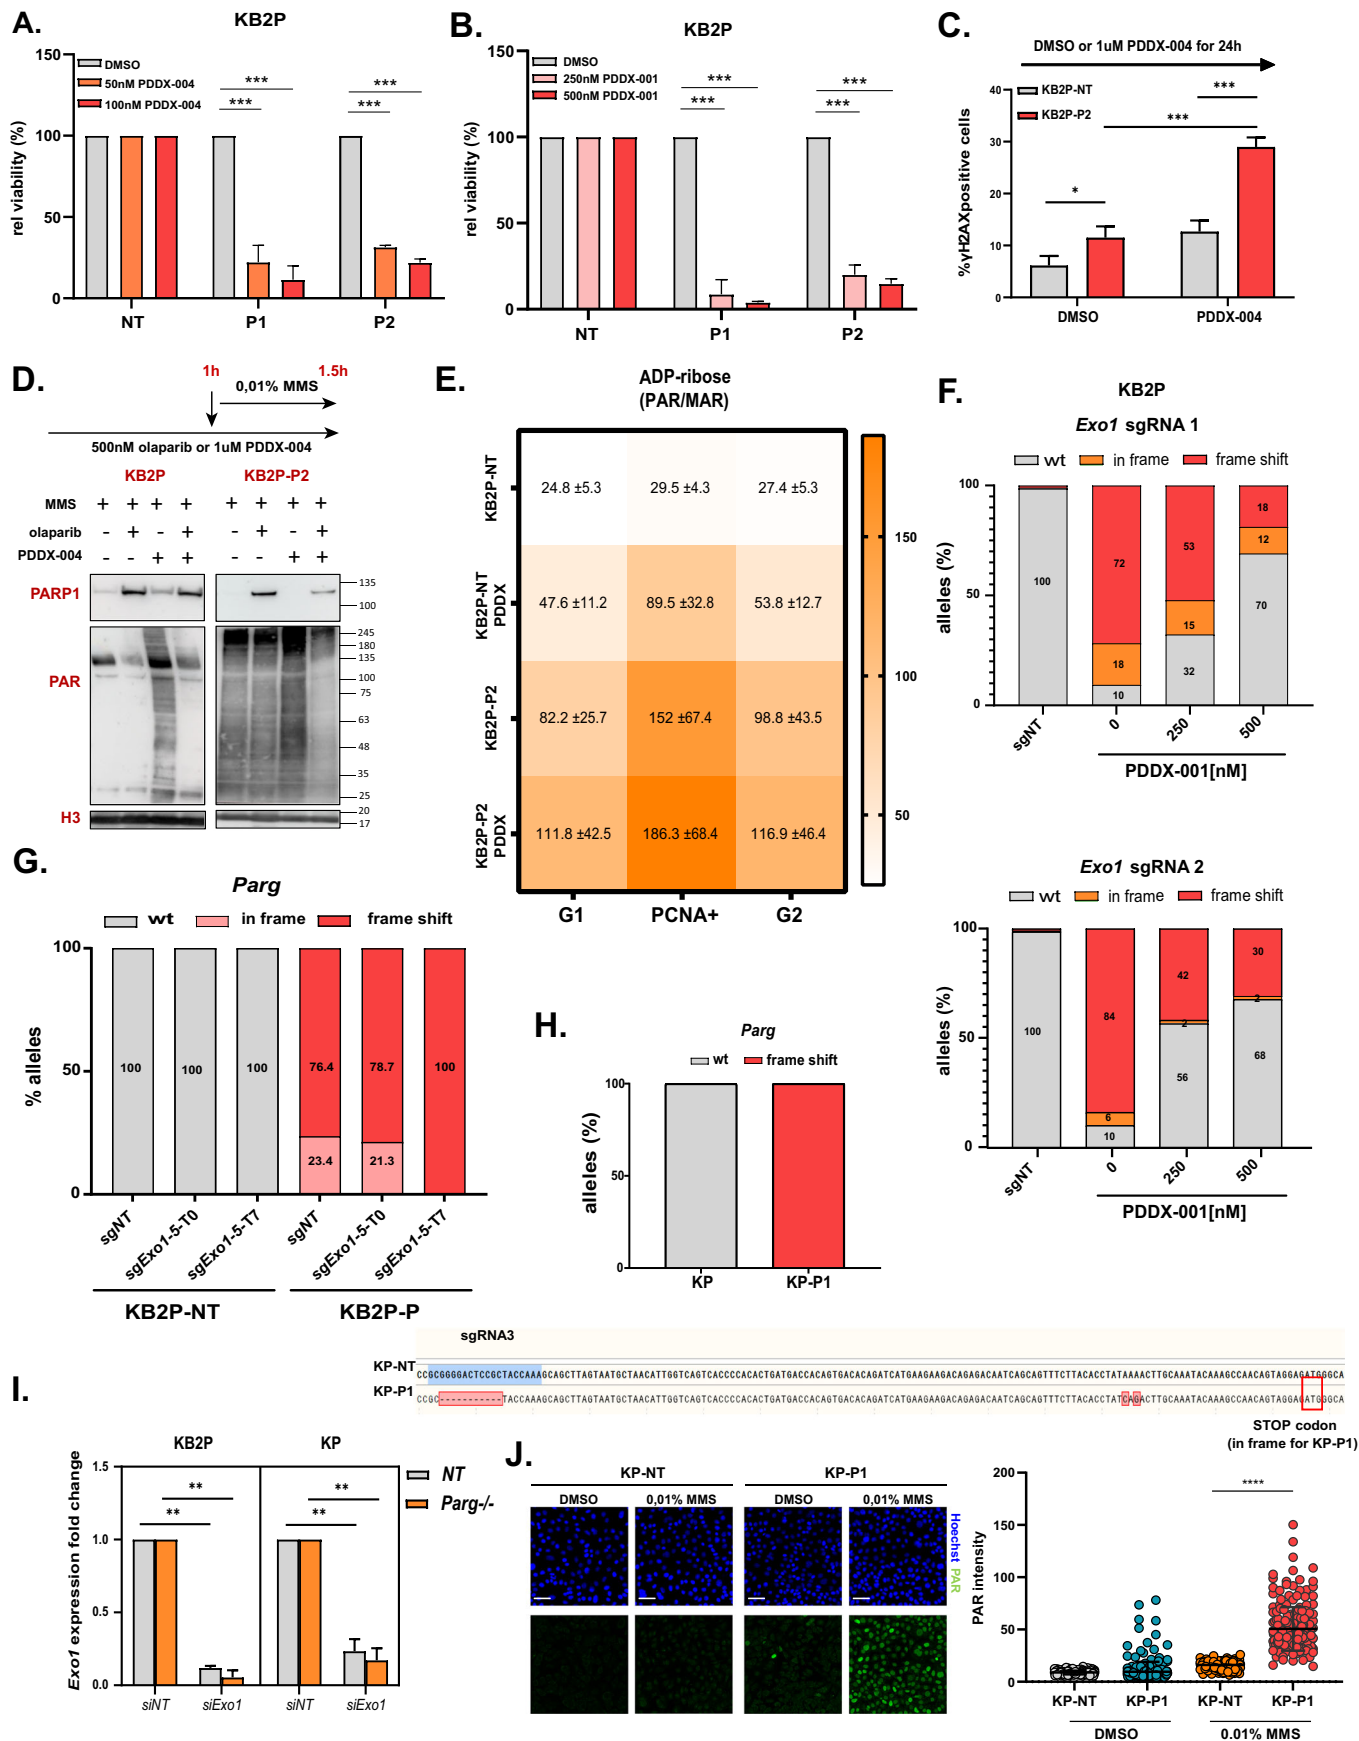 A.
KB2P
150
100
50
0
rel viability (%)
DMSO
50nM PDDX-004
100nM PDDX-004
***
***
***
***
NT
P1
P2
B.
KB2P
150
100
50
0
rel viability (%)
DMSO
250nM PDDX-001
500nM PDDX-001
***
***
***
***
NT
P1
P2
C.
DMSO or 1uM PDDX-004 for 24h
KB2P-NT
KB2P-P2
40
30
20
10
0
%γH2AXpositive cells
*
***
***
DMSO
PDDX-004
D.
1h
1.5h
0,01% MMS
500nM olaparib or 1uM PDDX-004
KB2P
KB2P-P2
MMS + + + + + + + +
olaparib - + - + - + - +
PDDX-004 - - + + - - + +
PARP1
135
100
PAR
245
180
135
100
75
63
48
35
25
H3
20
17
E.
ADP-ribose
(PAR/MAR)
KB2P-NT
24.8 ±5.3 29.5 ±4.3 27.4 ±5.3
KB2P-NT
PDDX
47.6 ±11.2 89.5 ±32.8 53.8 ±12.7
KB2P-P2
82.2 ±25.7 152 ±67.4 98.8 ±43.5
KB2P-P2
PDDX
111.8 ±42.5 186.3 ±68.4 116.9 ±46.4
G1 PCNA+ G2
150
100
50
F.
KB2P
Exo1 sgRNA 1
wt in frame frame shift
100
50
0
alleles (%)
100
72
18
10
53
15
32
18
12
70
sgNT
0
250
500
PDDX-001[nM]
Exo1 sgRNA 2
wt in frame frame shift
100
50
0
alleles (%)
100
84
6
10
42
2
56
30
2
68
sgNT
0
250
500
PDDX-001[nM]
G.
Parg
wt in frame frame shift
100
50
0
% alleles
100 100 100 76.4 78.7 100
23.4 21.3
sgNT
sgExo1-5-T0
sgExo1-5-T7
sgNT
sgExo1-5-T0
sgExo1-5-T7
KB2P-NT
KB2P-P
H.
Parg
wt frame shift
100
50
0
alleles (%)
KP
KP-P1
sgRNA3
KP-NT
CCGCGGGGACTCCGCTACCAAAGCAGCTTAGTAATGCTAACATTGGTCAGTCACCCCACACTGATGACCACAGTGACACAGATCATGAAGAAGACAGAGACAATCAGCAGTTTCTTACACCTATAAAACTTGCAAATACAAAGCCAACAGTAGGAGATGGGCA
KP-P1
CCGC-----------TACCAAAGCAGCTTAGTAATGCTAACATTGGTCAGTCACCCCACACTGATGACCACAGTGACACAGATCATGAAGAAGACAGAGACAATCAGCAGTTTCTTACACCTATCAGACTTGCAAATACAAAGCCAACAGTAGGAGATGGGCA
STOP codon
(in frame for KP-P1)
I.
KB2P
KP
1.5
1.0
0.5
0.0
Exo1 expression fold change
**
**
**
**
NT
Parg-/-
siNT
siExo1
siNT
siExo1
J.
KP-NT
KP-P1
DMSO
0,01% MMS
DMSO
0,01% MMS
Hoechst PAR
200
150
100
50
0
PAR intensity
****
KP-NT
KP-P1
KP-NT
KP-P1
DMSO
0.01% MMS